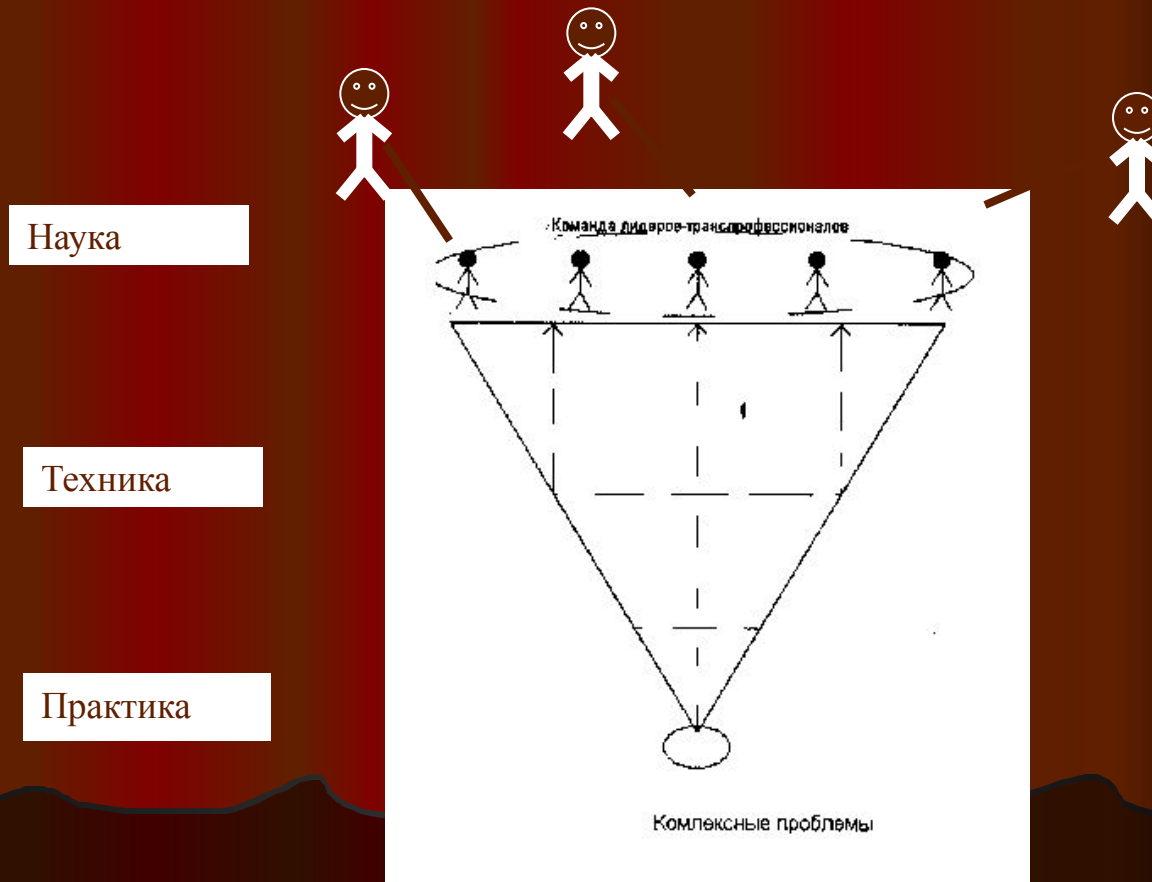 Команда лидеров-транспрофессионалов
Наука
Техника
Практика
Комлексные проблемы